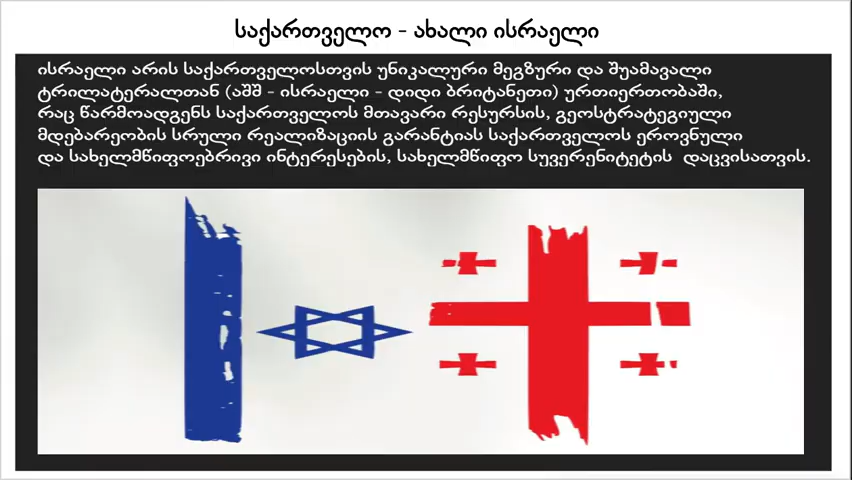 საქართველო - ახალი ისრაელი
ისრაელი არის საქართველოსთვის უნიკალური მეგზური და შუამავალი
ტრილატერალთან (აშშ - ისრაელი - დიდი ბრიტანეთი) ურთიერთობაში,
რაც წარმოადგენს საქართველოს მთავარი რესურსის, გეოსტრატეგიული
მდებარეობის სრული რეალიზაციის გარანტიას საქართველოს ეროვნული
და სახელმწიფოებრივი ინტერესების, სახელმწიფო სუვერენიტეტის დაცვისათვის.